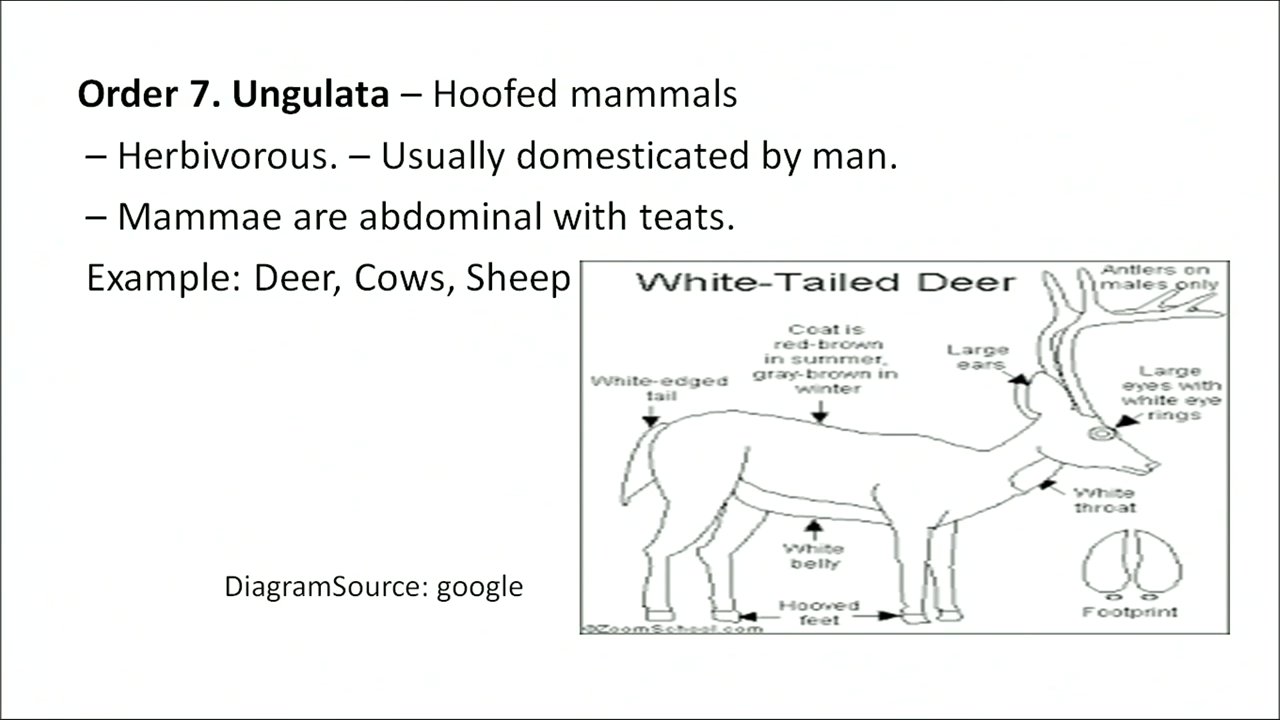 Order 7. Ungulata – Hoofed mammals
– Herbivorous. – Usually domesticated by man.
– Mammae are abdominal with teats.
Example: Deer, Cows, Sheep
White-Tailed Deer
Antlers on
males only
Coat is
red-brown
in summer,
gray-brown in
winter
Large
ears
White-edged
tail
Large
eyes with
white eye
rings
White
throat
White
belly
Hooved
feet
Footprint
©ZoomSchool.com
DiagramSource: google